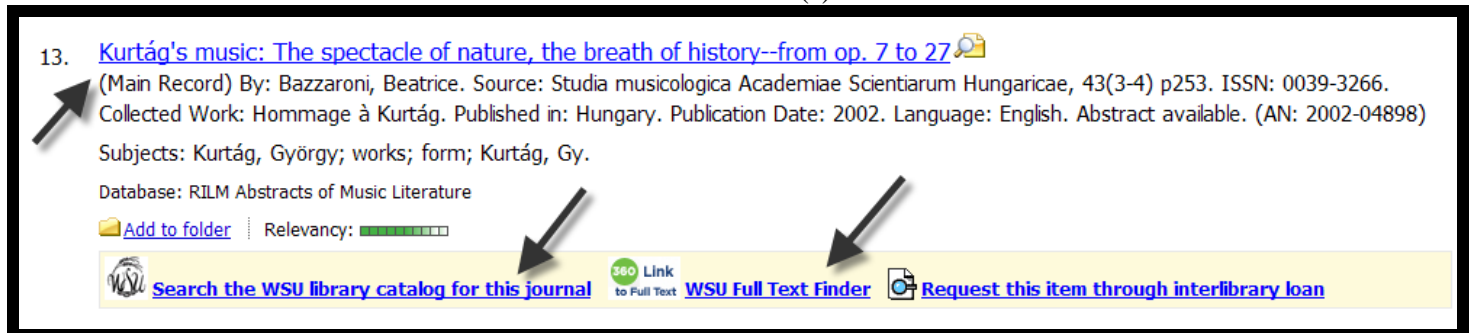 13. Kurtág's music: The spectacle of nature, the breath of history--from op. 7 to 27
(Main Record) By: Bazzaroni, Beatrice. Source: Studia musicologica Academiae Scientiarum Hungaricae, 43(3-4) p253. ISSN: 0039-3266.
Collected Work: Hommage à Kurtág. Published in: Hungary. Publication Date: 2002. Language: English. Abstract available. (AN: 2002-04898)
Subjects: Kurtág, György; works; form; Kurtág, Gy.
Database: RILM Abstracts of Music Literature
Add to folder Relevancy:
WSU Search the WSU library catalog for this journal 360 Link to Full Text WSU Full Text Finder Request this item through interlibrary loan